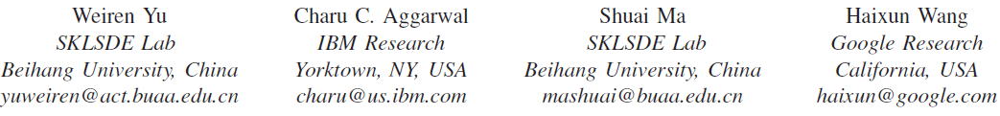 Weiren Yu
SKLSDE Lab
Beihang University, China
yuweiren@act.buaa.edu.cn
Charu C. Aggarwal
IBM Research
Yorktown, NY, USA
charu@us.ibm.com
Shuai Ma
SKLSDE Lab
Beihang University, China
mashuai@buaa.edu.cn
Haixun Wang
Google Research
California, USA
haixun@google.com